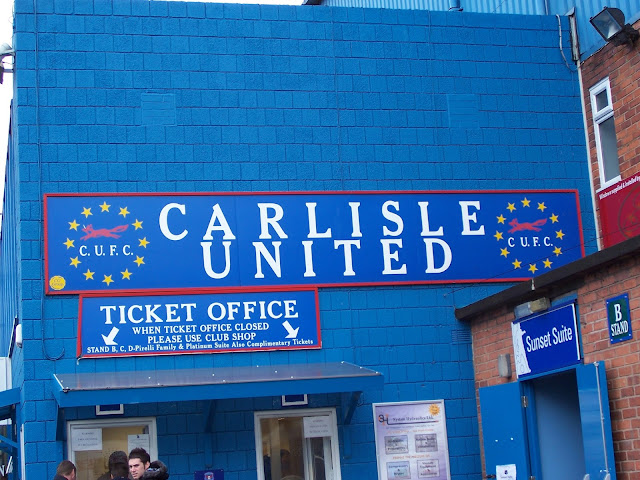 CARLISLE
UNITED
C. U. F. C.
C. U. F. C.
TICKET OFFICE
WHEN TICKET OFFICE CLOSED
PLEASE USE CLUB SHOP
STAND B, C, D-Pirelli Family & Platinum Suite Also Complimentary Tickets
Sunset Suite
B
STAND